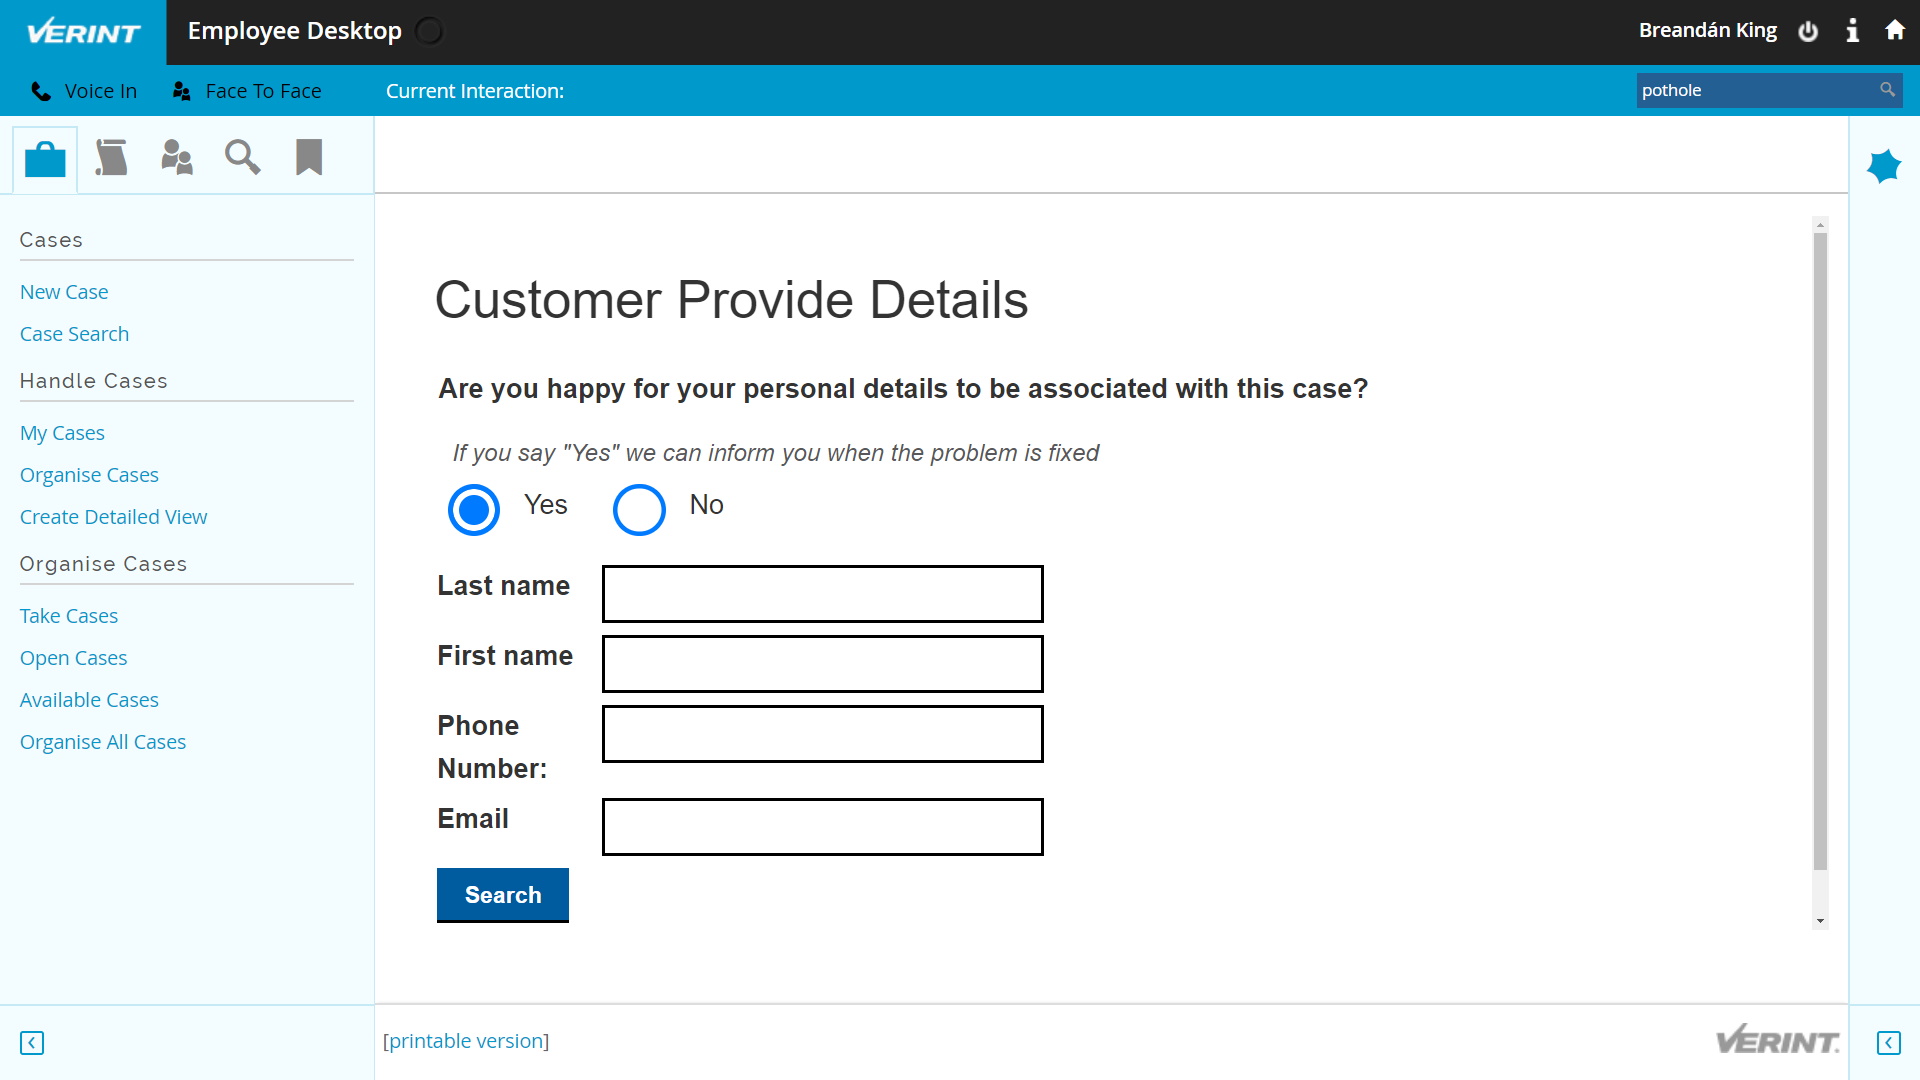 VERINT
Employee Desktop
Breandán King
Voice In
Face To Face
Current Interaction:
pothole
Cases
New Case
Case Search
Handle Cases
My Cases
Organise Cases
Create Detailed View
Organise Cases
Take Cases
Open Cases
Available Cases
Organise All Cases
Customer Provide Details
Are you happy for your personal details to be associated with this case?
If you say "Yes" we can inform you when the problem is fixed
Yes
No
Last name
First name
Phone
Number:
Email
Search
[printable version]
VERINT.